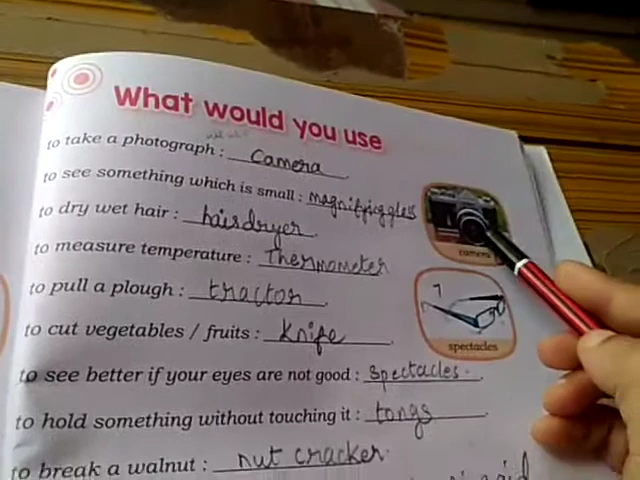 What would you use
to take a photograph : Camera
to see something which is small : magnifying glass
to dry wet hair : hairdryer
to measure temperature : Thermometer
to pull a plough : tractor
to cut vegetables / fruits : Knife
to see better if your eyes are not good : spectacles.
to hold something without touching it : tongs
to break a walnut : nut cracker.
camera
7
spectacles